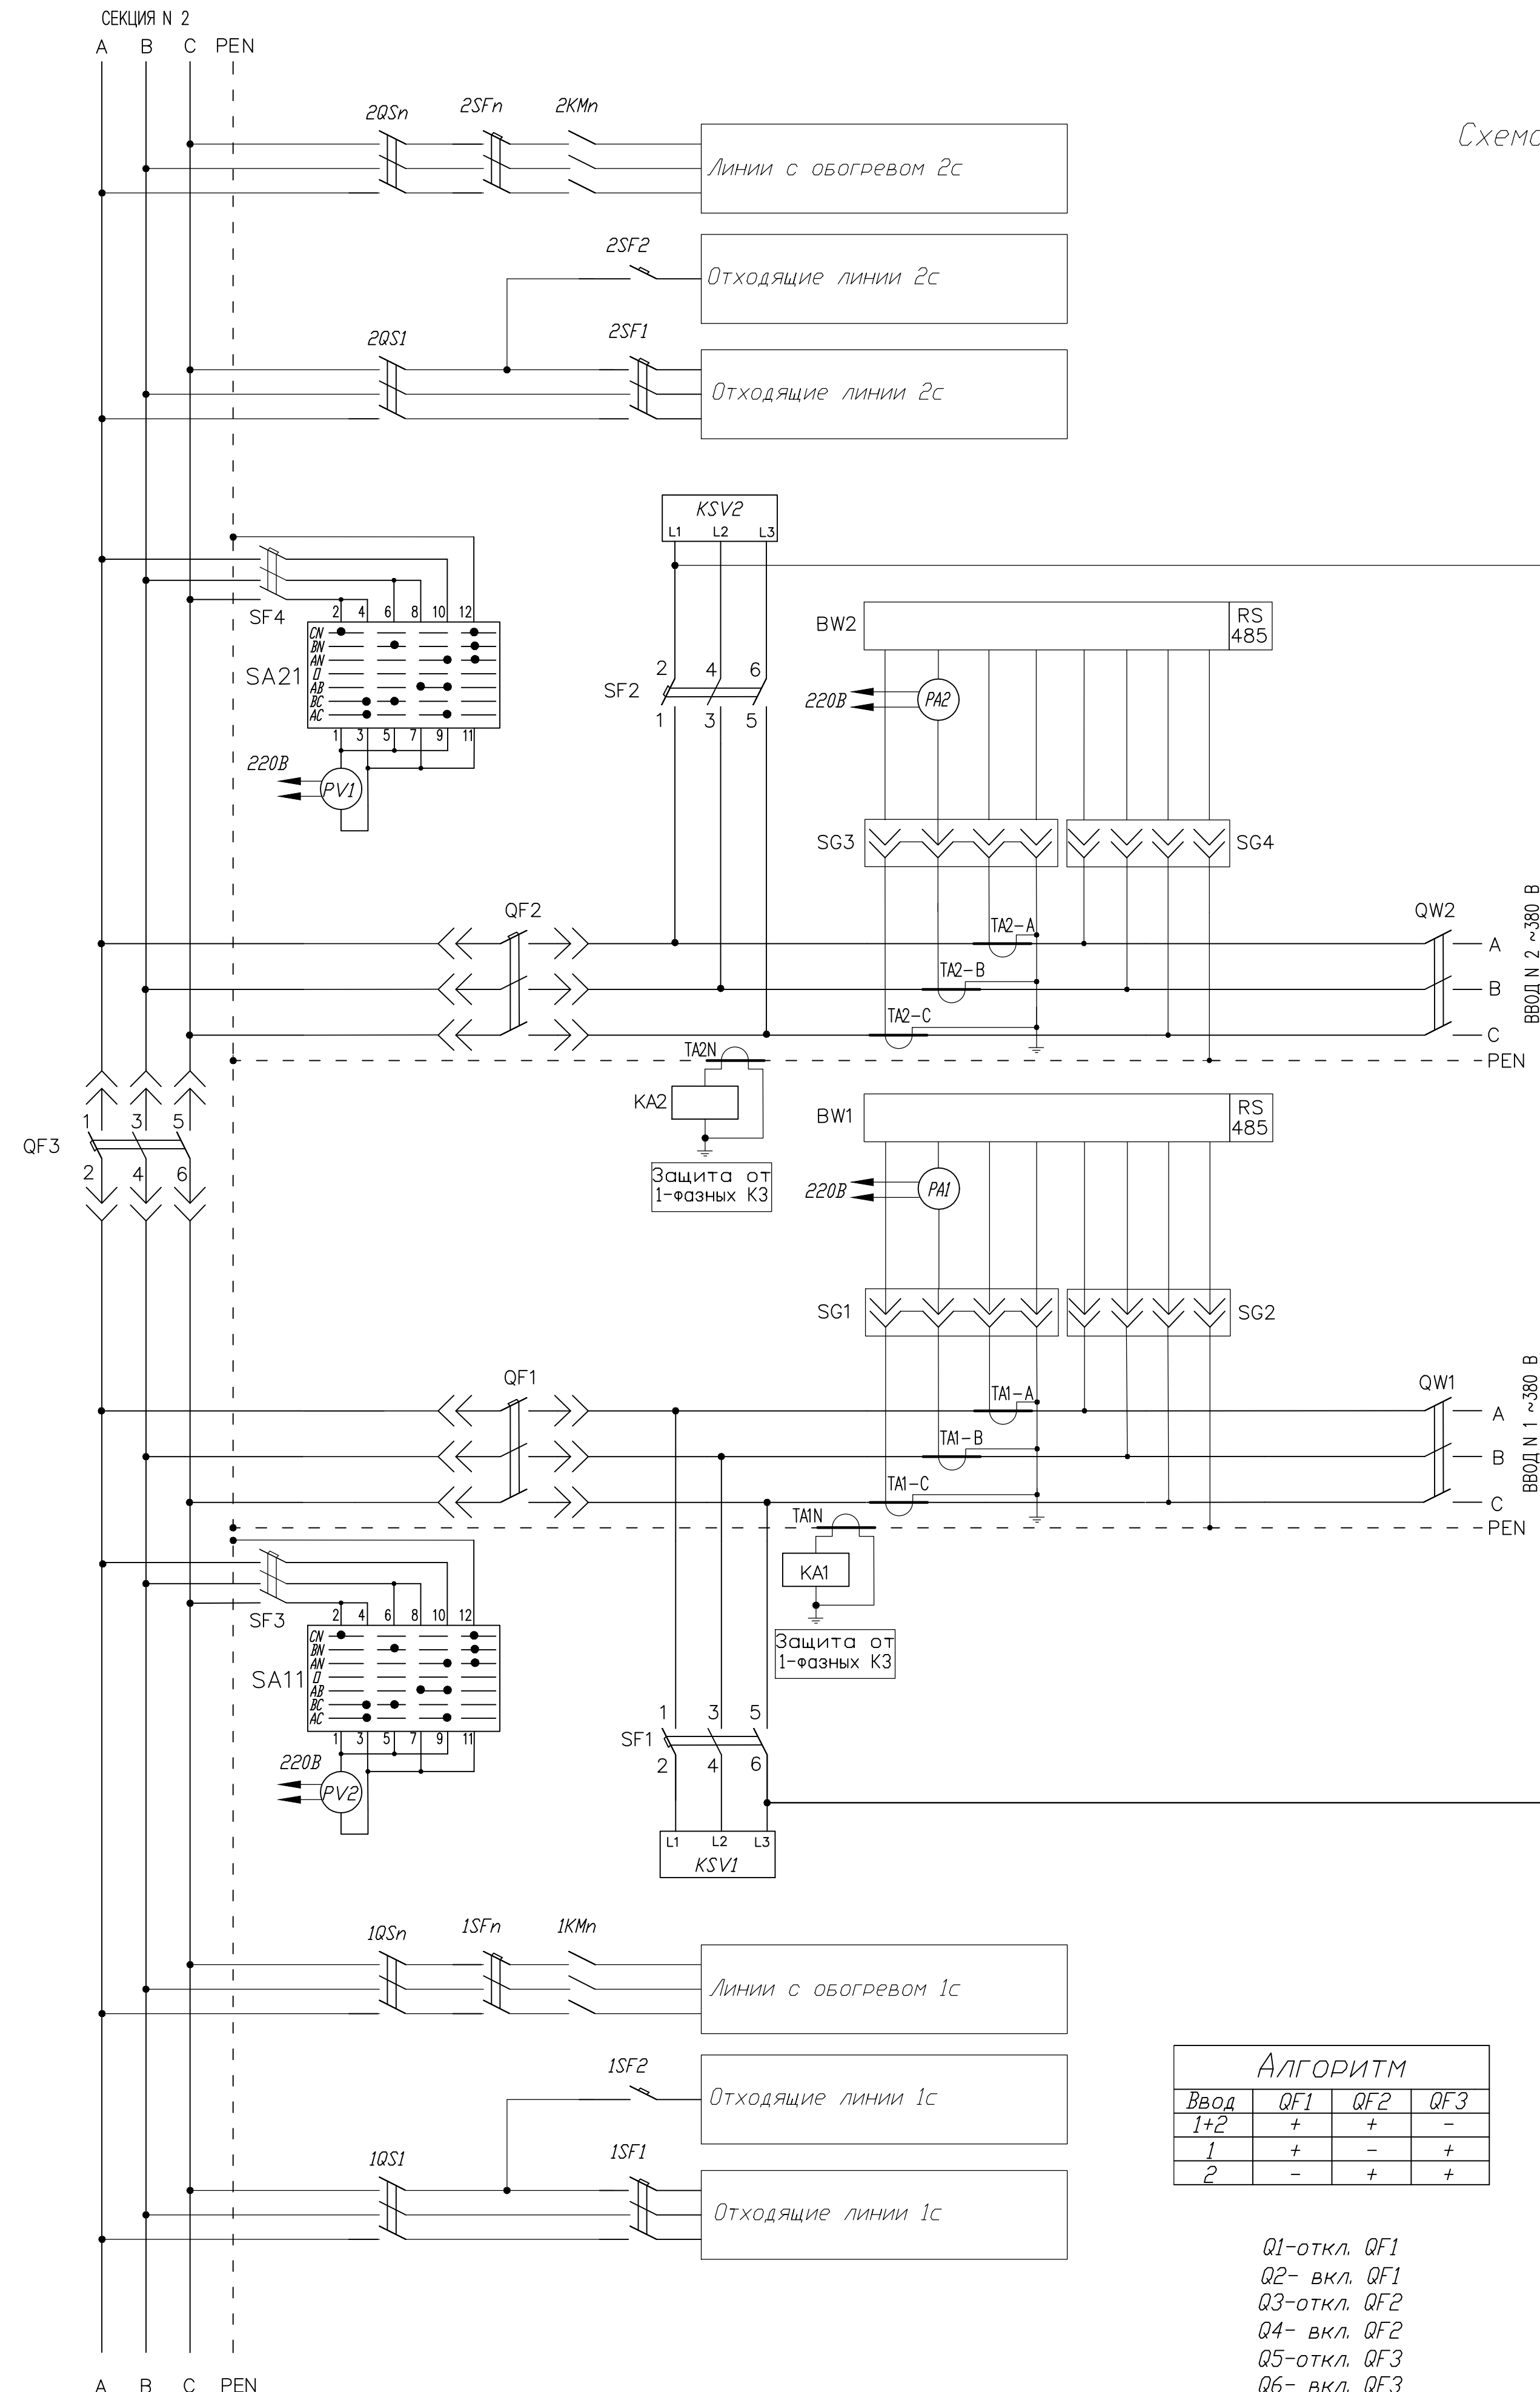 СЕКЦИЯ N 2
A B C PEN
2QSn 2SFn 2KMn
Схемо
Линии с обогревом 2с
2SF2
Отходящие линии 2с
2QS1 2SF1
Отходящие линии 2с
KSV2
L1 L2 L3
SF4
2 4 6 8 10 12
SA21
CN
BN
AN
0
AB
BC
AC
1 3 5 7 9 11
220В
PV1
2 4 6
SF2
1 3 5
BW2
RS
485
220В
PA2
SG3 SG4
QF2
TA2-A
QW2
A
TA2-B
B
TA2-C
C
PEN
ВВОД N 2 ~380 В
TA2N
KA2
Защита от
1-фазных КЗ
1 3 5
QF3
2 4 6
BW1
RS
485
220В
PA1
SG1 SG2
QF1
TA1-A
QW1
A
TA1-B
B
TA1-C
C
PEN
ВВОД N 1 ~380 В
TA1N
KA1
Защита от
1-фазных КЗ
SF3
2 4 6 8 10 12
SA11
CN
BN
AN
0
AB
BC
AC
1 3 5 7 9 11
220В
PV2
1 3 5
SF1
2 4 6
L1 L2 L3
KSV1
1QSn 1SFn 1KMn
Линии с обогревом 1с
1SF2
Отходящие линии 1с
1QS1 1SF1
Отходящие линии 1с
Алгоритм
Ввод QF1 QF2 QF3
1+2 + + -
1 + - +
2 - + +
Q1-откл. QF1
Q2- вкл. QF1
Q3-откл. QF2
Q4- вкл. QF2
Q5-откл. QF3
Q6- вкл. QF3
A B C PEN